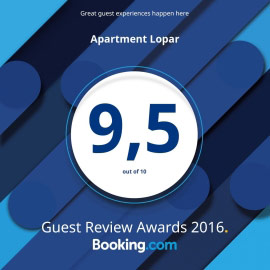 Great guest experiences happen here
Apartment Lopar
9,5
out of 10
Guest Review Awards 2016.
Booking.com